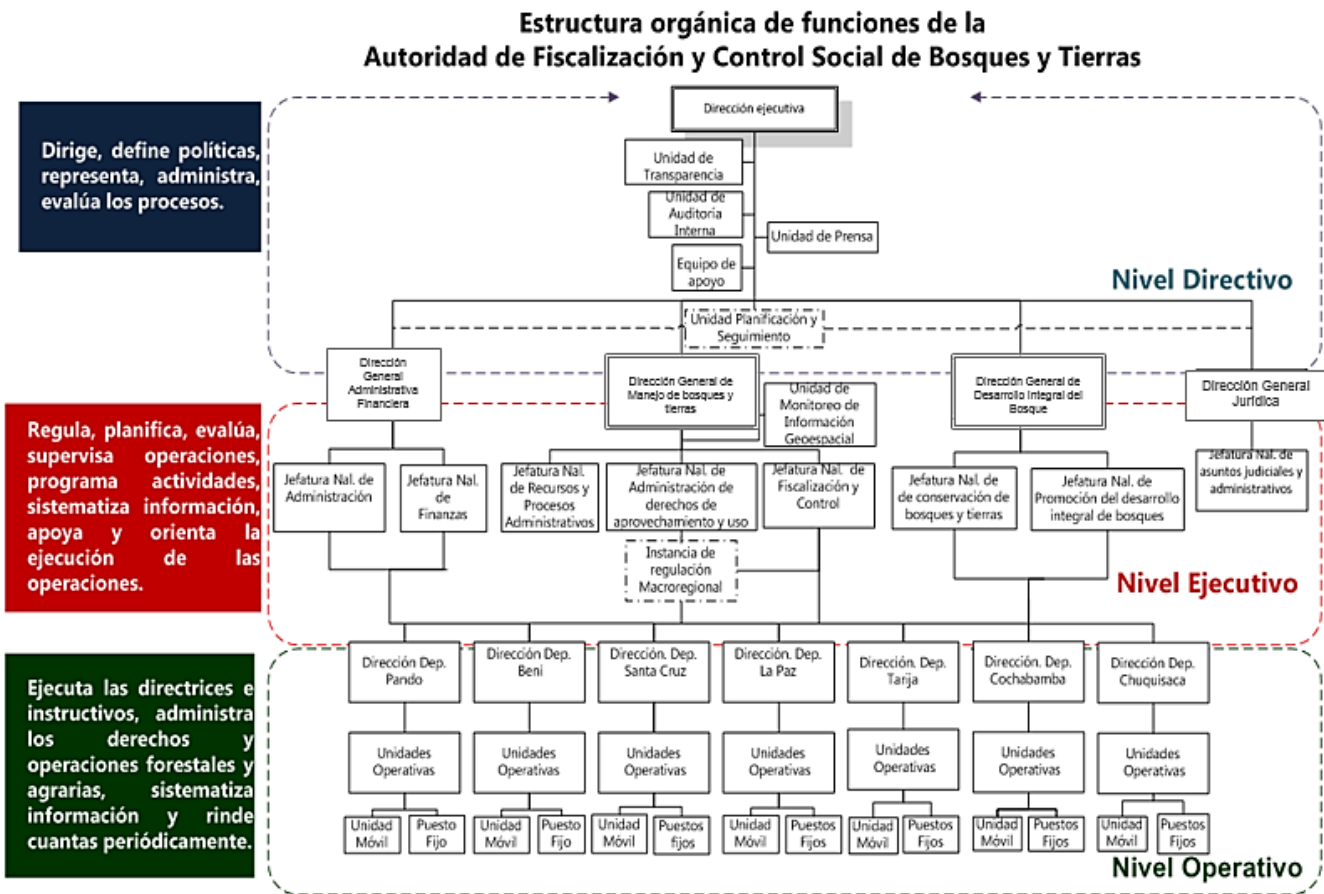 Estructura orgánica de funciones de la
Autoridad de Fiscalización y Control Social de Bosques y Tierras
Dirige, define políticas,
representa, administra,
evalúa los procesos.
Dirección ejecutiva
Unidad de
Transparencia
Unidad de
Auditoria
Interna
Unidad de Prensa
Equipo de
apoyo
Nivel Directivo
Unidad Planificación y
Seguimiento
Dirección
General
Administrativa
Financiera
Dirección General de
Manejo de bosques y
tierras
Unidad de
Monitoreo de
Información
Geoespacial
Dirección General de
Desarrollo Integral del
Bosque
Dirección General
Jurídica
Regula, planifica, evalúa,
supervisa operaciones,
programa actividades,
sistematiza información,
apoya y orienta la
ejecución de las
operaciones.
Jefatura Nal. de
Administración
Jefatura Nal.
de
Finanzas
Jefatura Nal.
de Recursos y
Procesos
Administrativos
Jefatura Nal. de
Administración de
derechos de
aprovechamiento y uso
Jefatura Nal. de
Fiscalización y
Control
Jefatura Nal. de
de conservación de
bosques y tierras
Jefatura Nal. de
Promoción del desarrollo
integral de bosques
Jefatura Nal. de
asuntos judiciales y
administrativos
Instancia de
regulación
Macroregional
Nivel Ejecutivo
Ejecuta las directrices e
instructivos, administra
los derechos y
operaciones forestales y
agrarias, sistematiza
información y rinde
cuantas periódicamente.
Dirección Dep.
Pando
Dirección Dep.
Beni
Dirección. Dep.
Santa Cruz
Dirección. Dep.
La Paz
Dirección. Dep.
Tarija
Dirección. Dep.
Cochabamba
Dirección Dep.
Chuquisaca
Unidades
Operativas
Unidades
Operativas
Unidades
Operativas
Unidades
Operativas
Unidades
Operativas
Unidades
Operativas
Unidades
Operativas
Unidad
Móvil
Puesto
Fijo
Unidad
Móvil
Puesto
Fijo
Unidad
Móvil
Puestos
fijos
Unidad
Móvil
Puestos
Fijos
Unidad
Móvil
Puestos
Fijos
Unidad
Móvil
Puestos
Fijos
Unidad
Móvil
Puestos
Fijos
Nivel Operativo